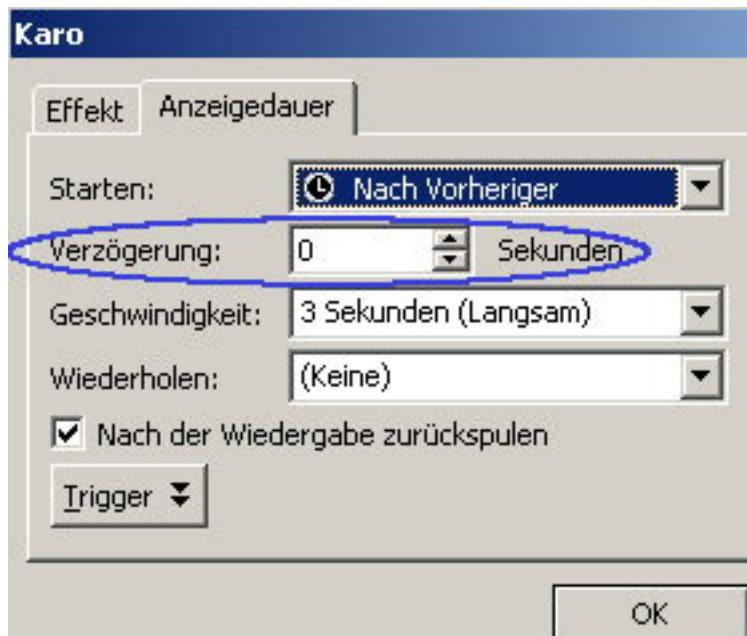 Karo
Effekt Anzeigedauer
Starten: Nach Vorheriger
Verzögerung: 0 Sekunden
Geschwindigkeit: 3 Sekunden (Langsam)
Wiederholen: (Keine)
Nach der Wiedergabe zurückspulen
Trigger
OK